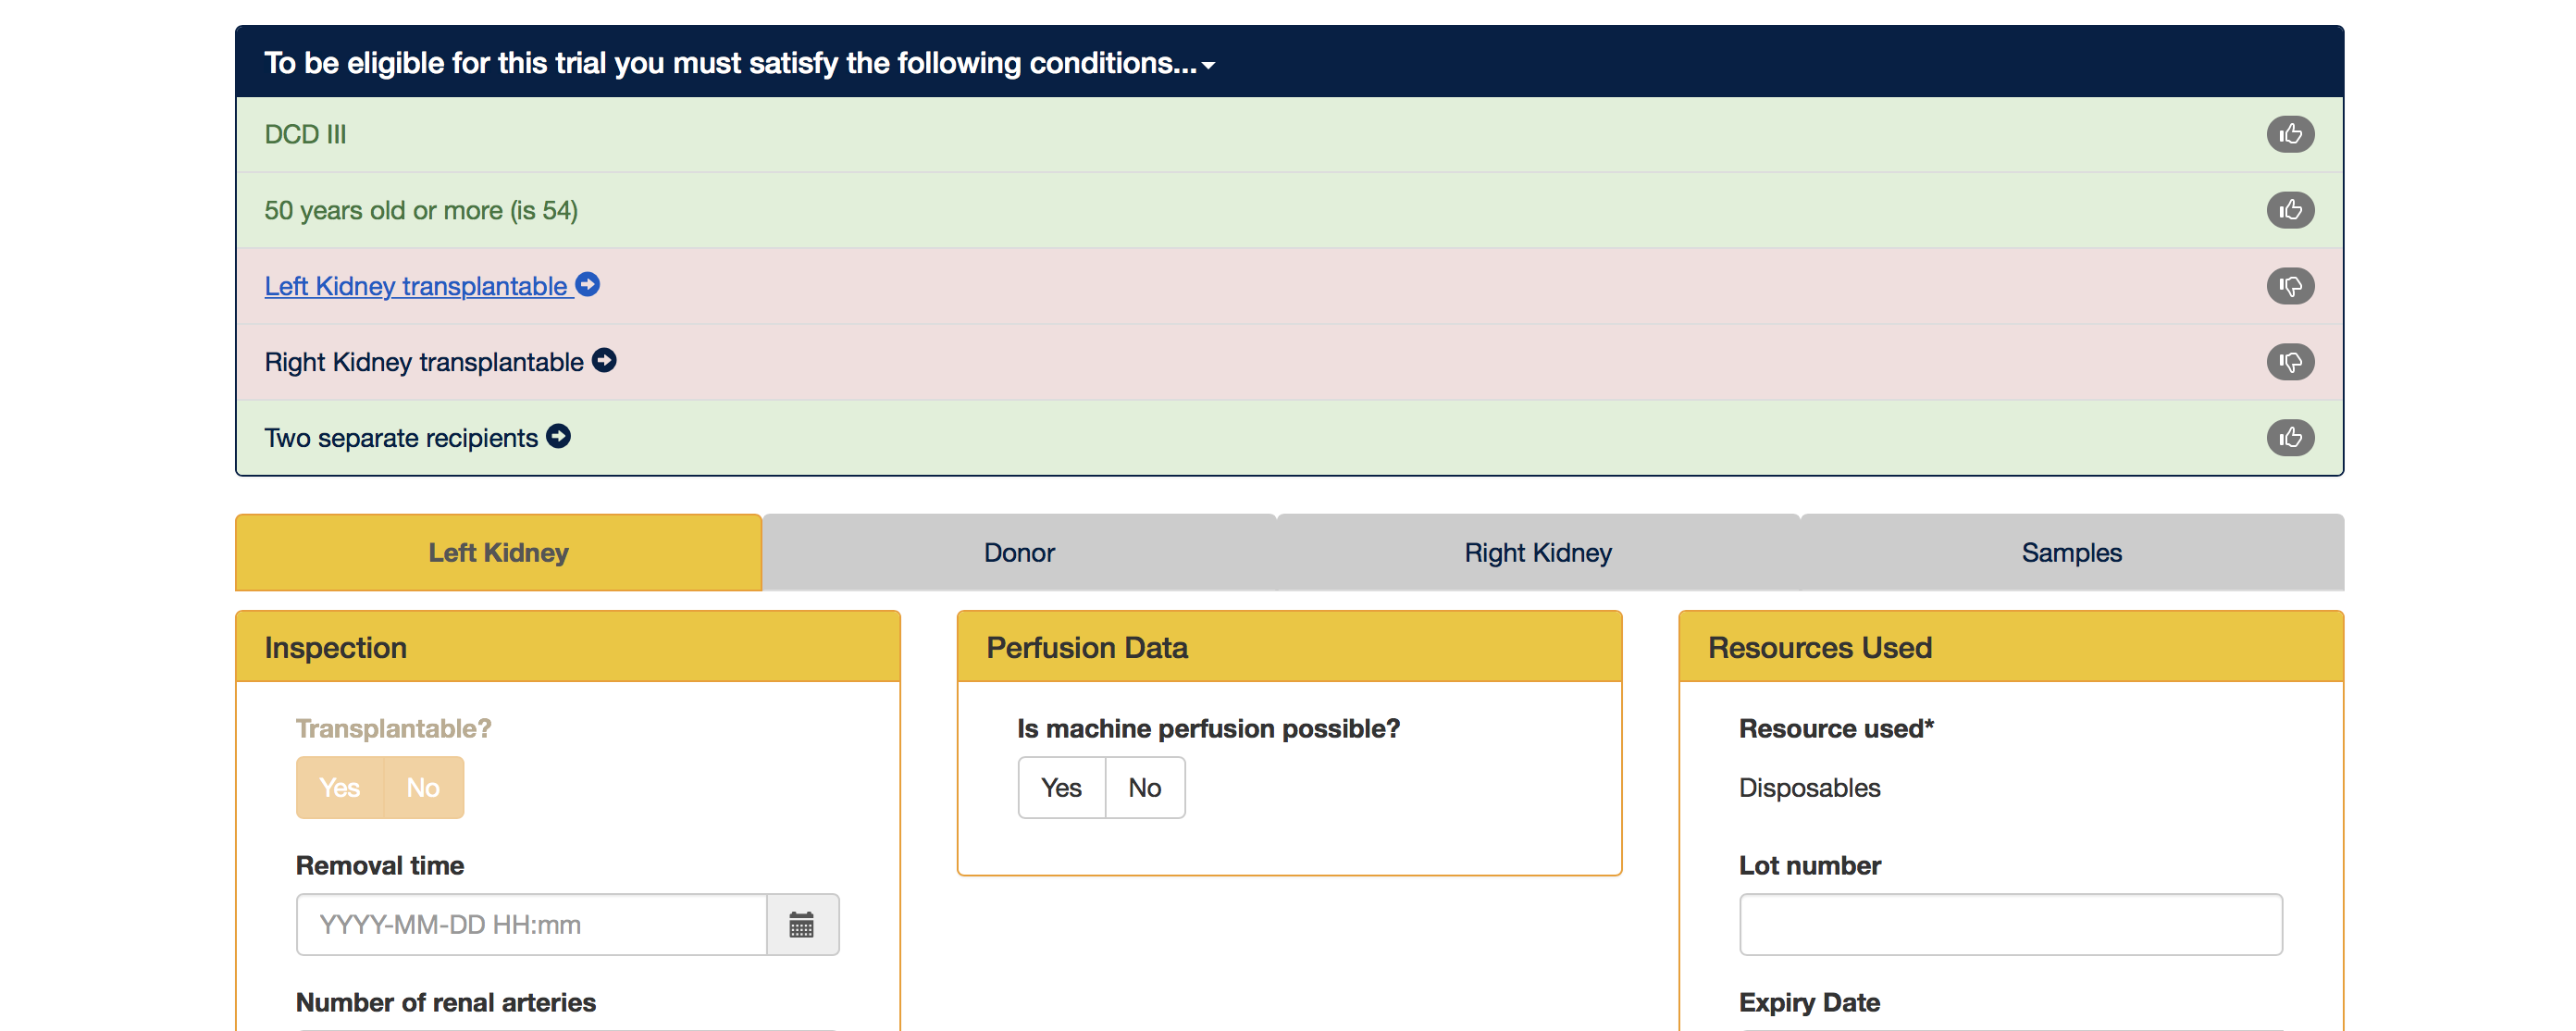 To be eligible for this trial you must satisfy the following conditions...
DCD III
50 years old or more (is 54)
Left Kidney transplantable
Right Kidney transplantable
Two separate recipients
Left Kidney
Donor
Right Kidney
Samples
Inspection
Transplantable?
Yes No
Removal time
YYYY-MM-DD HH:mm
Number of renal arteries
Perfusion Data
Is machine perfusion possible?
Yes No
Resources Used
Resource used*
Disposables
Lot number
Expiry Date